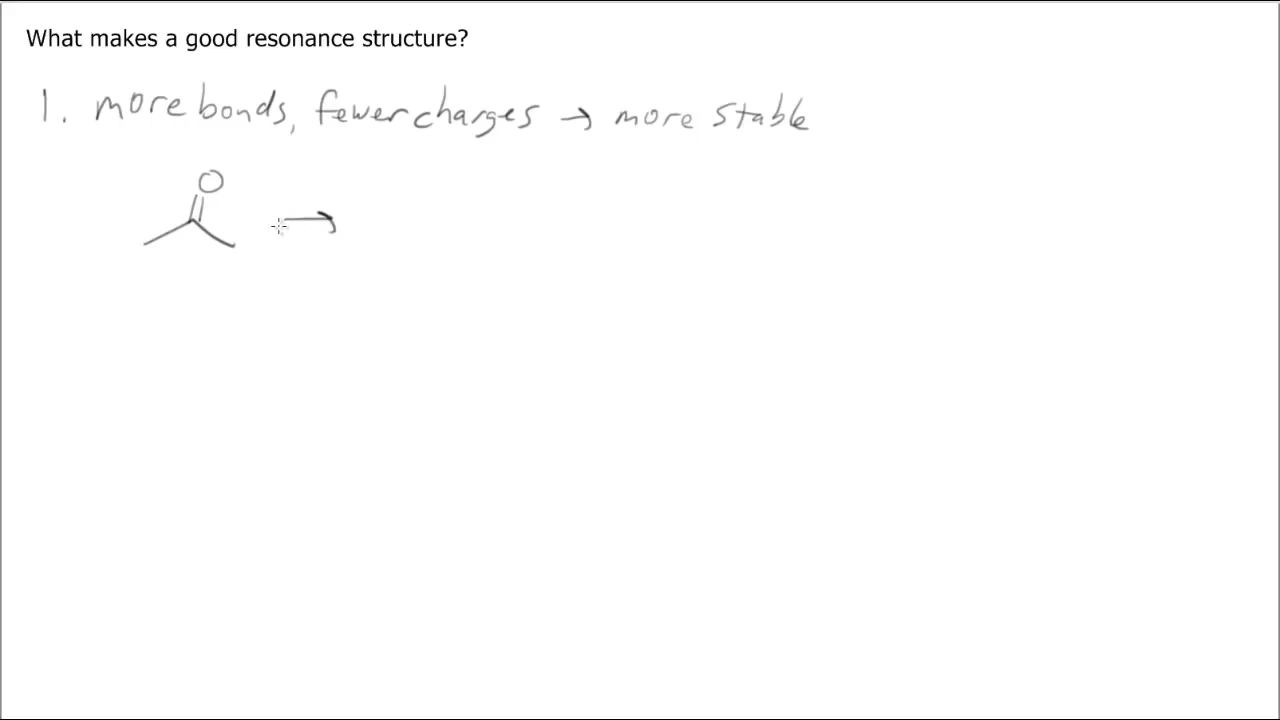 What makes a good resonance structure?
1. more bonds, fewer charges → more stable
O